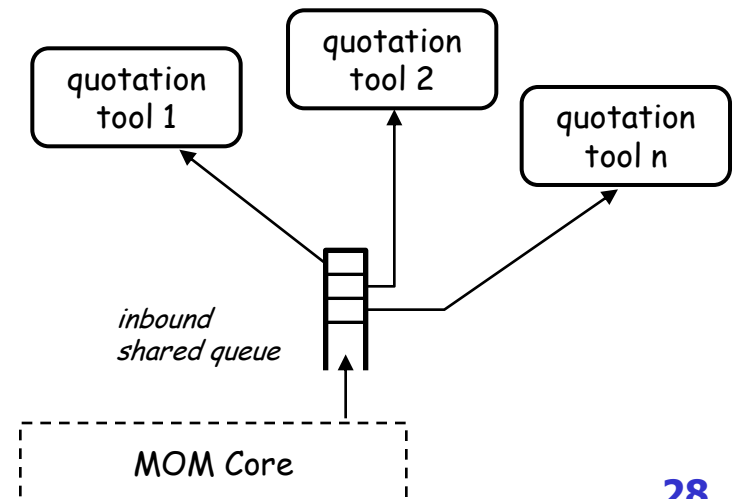 quotation
tool 1
quotation
tool 2
quotation
tool n
inbound
shared queue
MOM Core
28